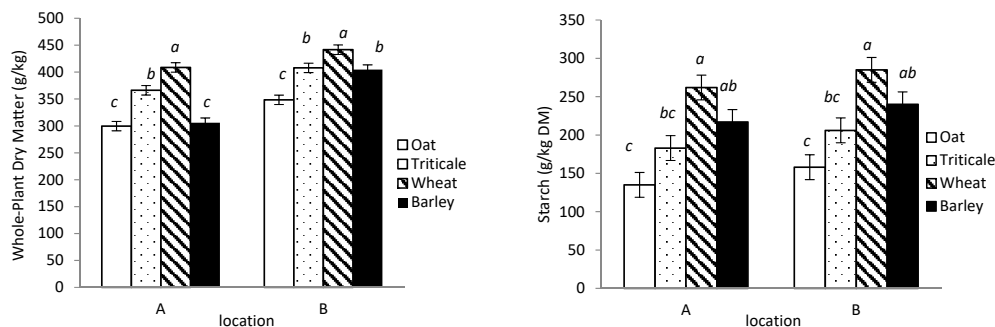 Whole-Plant Dry Matter (g/kg)
500
450
400
350
300
250
200
150
100
50
0
c
b
a
c
c
b
a
b
A
B
location
Oat
Triticale
Wheat
Barley
Starch (g/kg DM)
350
300
250
200
150
100
50
0
c
bc
a
ab
c
bc
a
ab
A
B
location
Oat
Triticale
Wheat
Barley